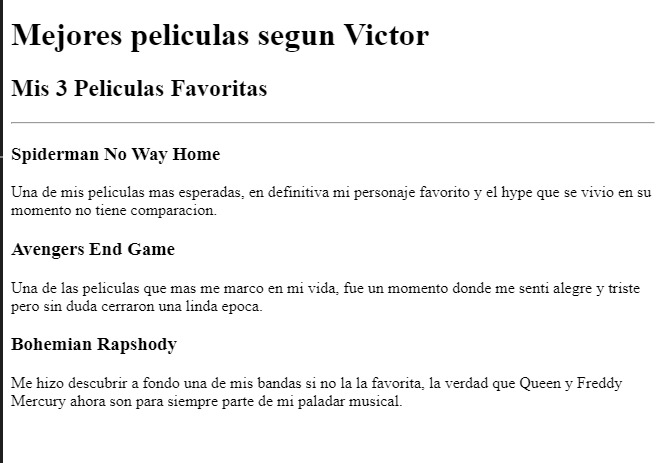 Mejores peliculas segun Victor
Mis 3 Peliculas Favoritas
Spiderman No Way Home
Una de mis peliculas mas esperadas, en definitiva mi personaje favorito y el hype que se vivio en su
momento no tiene comparacion.
Avengers End Game
Una de las peliculas que mas me marco en mi vida, fue un momento donde me senti alegre y triste
pero sin duda cerraron una linda epoca.
Bohemian Rapshody
Me hizo descubrir a fondo una de mis bandas si no la la favorita, la verdad que Queen y Freddy
Mercury ahora son para siempre parte de mi paladar musical.